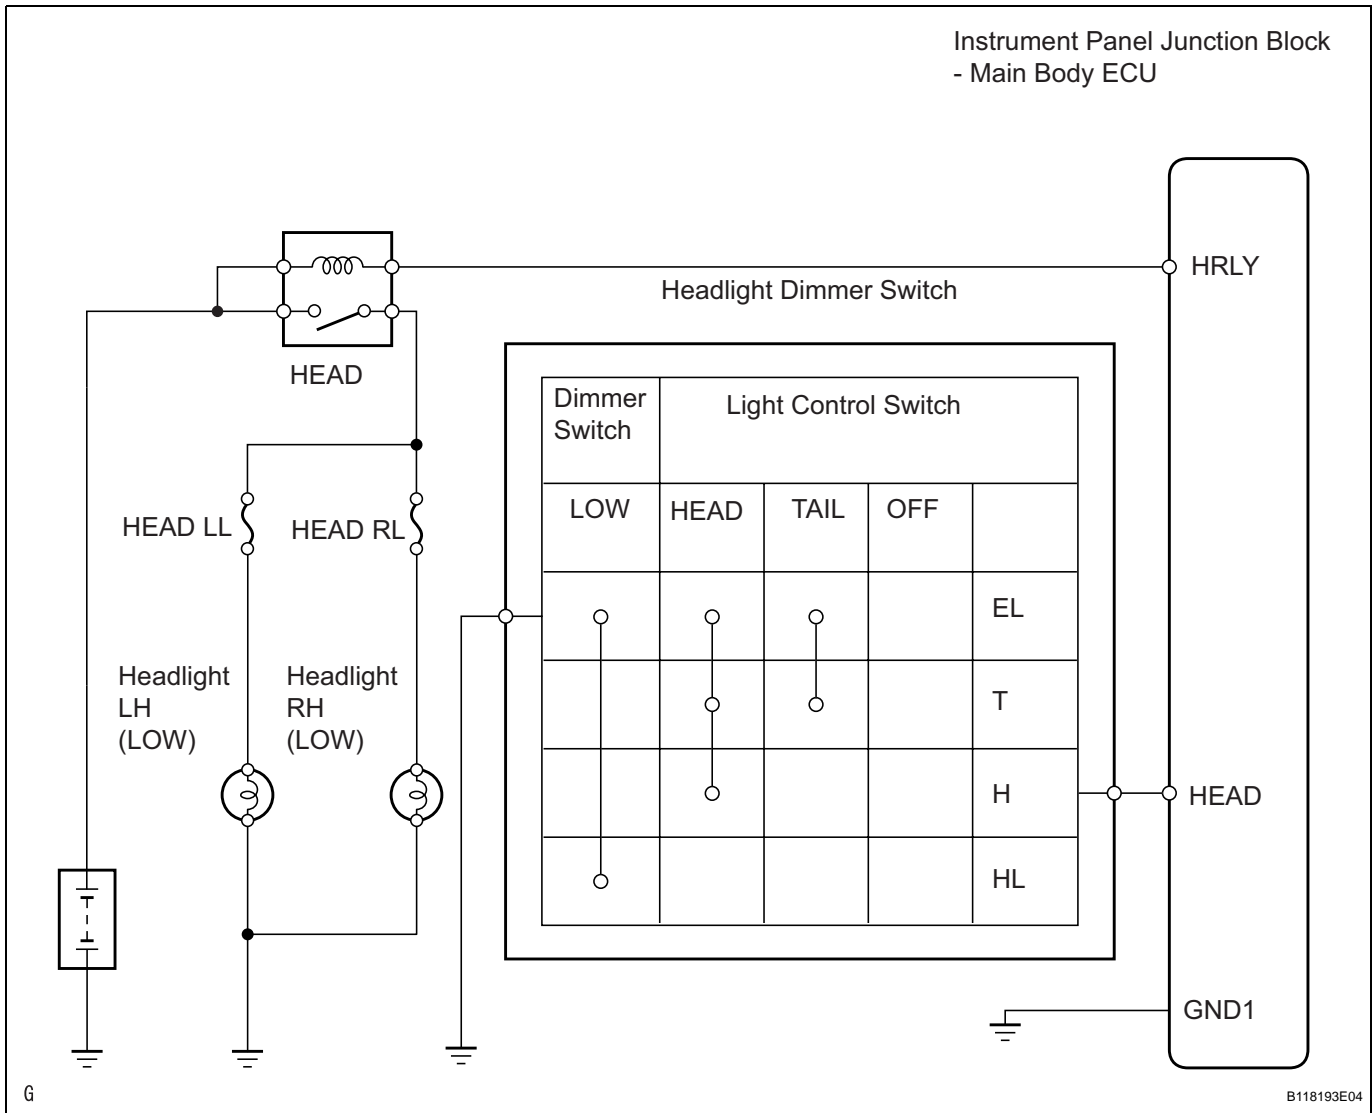 Instrument Panel Junction Block
- Main Body ECU
HRLY
Headlight Dimmer Switch
HEAD
Dimmer
Switch
Light Control Switch
LOW
HEAD
TAIL
OFF
HEAD LL
HEAD RL
EL
Headlight
LH
(LOW)
Headlight
RH
(LOW)
T
H
HEAD
HL
GND1
G
B118193E04